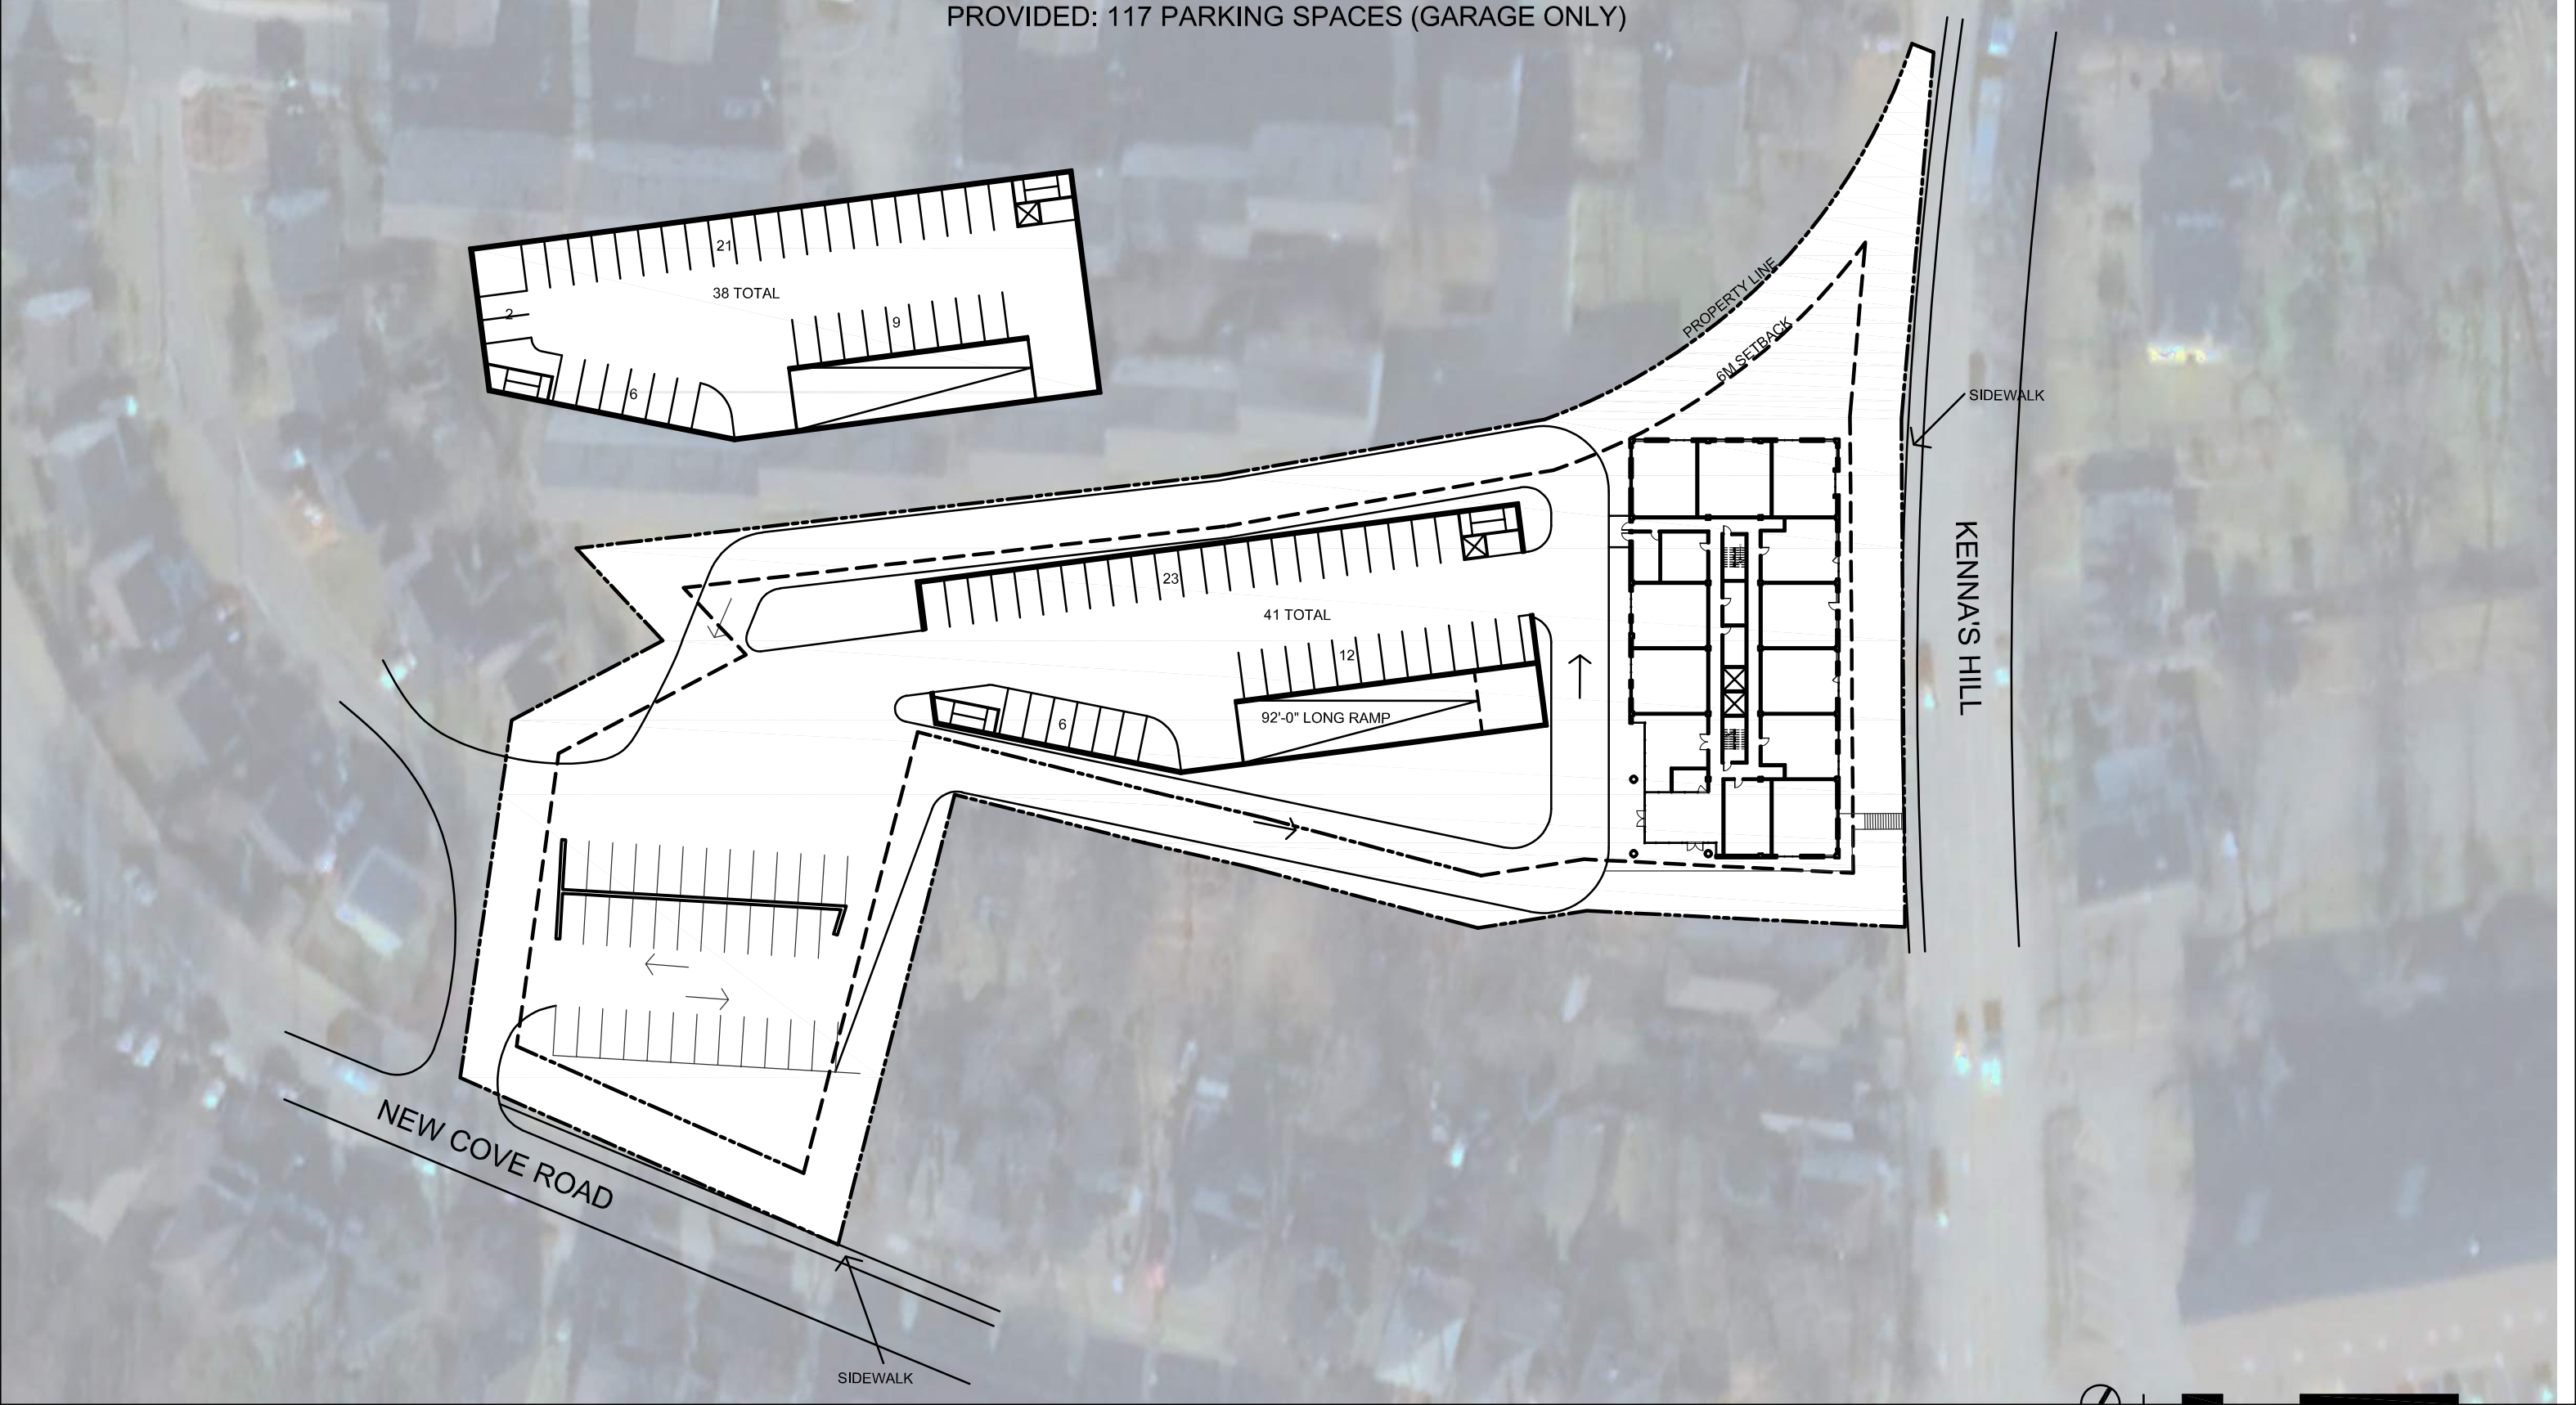 PROVIDED: 117 PARKING SPACES (GARAGE ONLY)
21
38 TOTAL
2
9
6
PROPERTY LINE
6M SETBACK
SIDEWALK
KENNA'S HILL
23
41 TOTAL
12
6
92'-0" LONG RAMP
NEW COVE ROAD
SIDEWALK